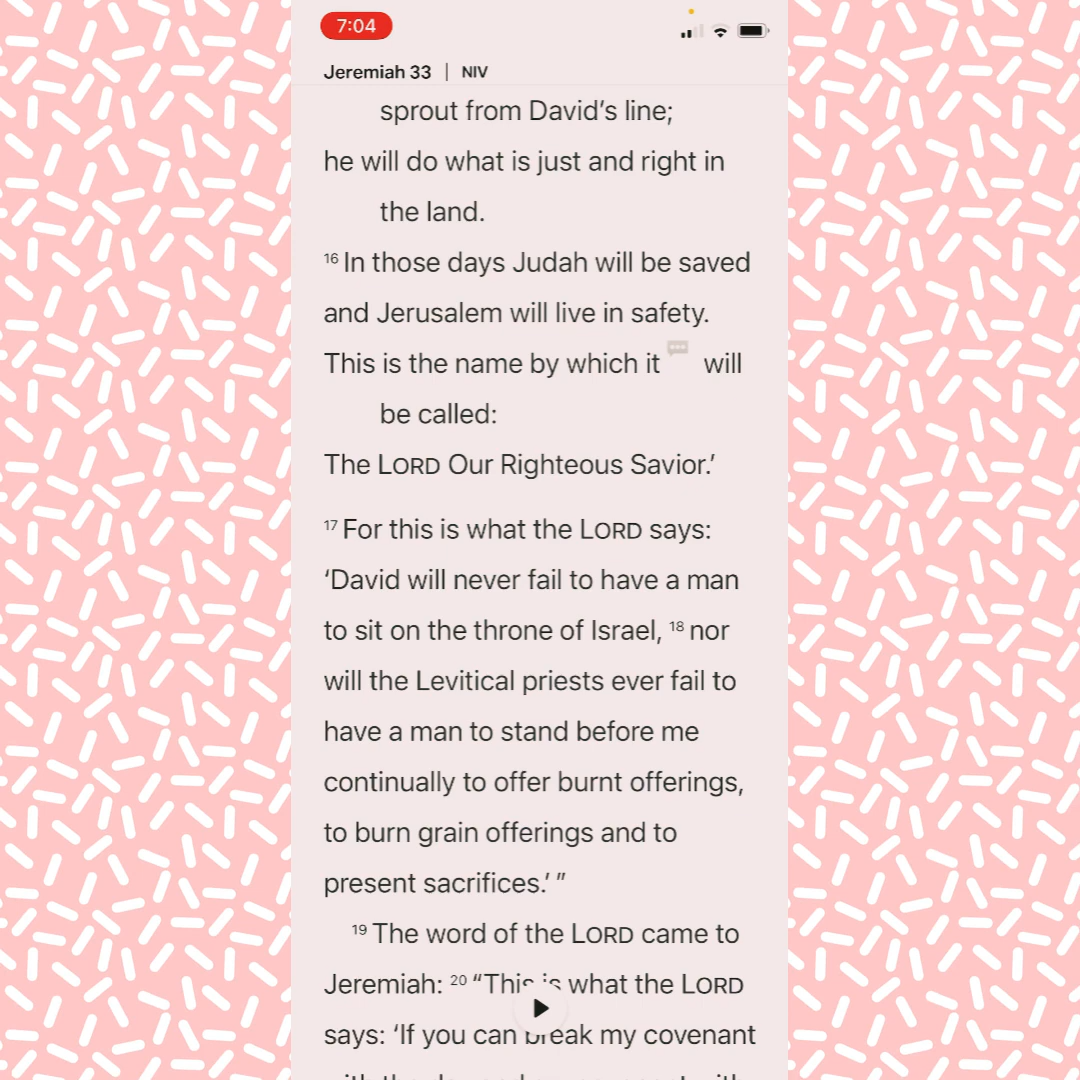 7:04
Jeremiah 33 | NIV
sprout from David’s line;
he will do what is just and right in
the land.
16 In those days Judah will be saved
and Jerusalem will live in safety.
This is the name by which it will
be called:
The LORD Our Righteous Savior.’
17 For this is what the LORD says:
‘David will never fail to have a man
to sit on the throne of Israel, 18 nor
will the Levitical priests ever fail to
have a man to stand before me
continually to offer burnt offerings,
to burn grain offerings and to
present sacrifices.’ ”
19 The word of the LORD came to
Jeremiah: 20 “This is what the LORD
says: ‘If you can break my covenant